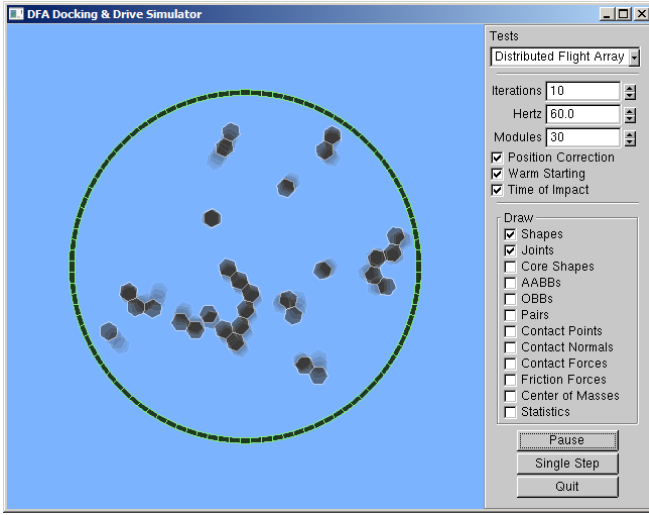 DFA Docking & Drive Simulator
Tests
Distributed Flight Array
Iterations 10
Hertz 60.0
Modules 30
Position Correction
Warm Starting
Time of Impact
Draw
Shapes
Joints
Core Shapes
AABBs
OBBs
Pairs
Contact Points
Contact Normals
Contact Forces
Friction Forces
Center of Masses
Statistics
Pause
Single Step
Quit